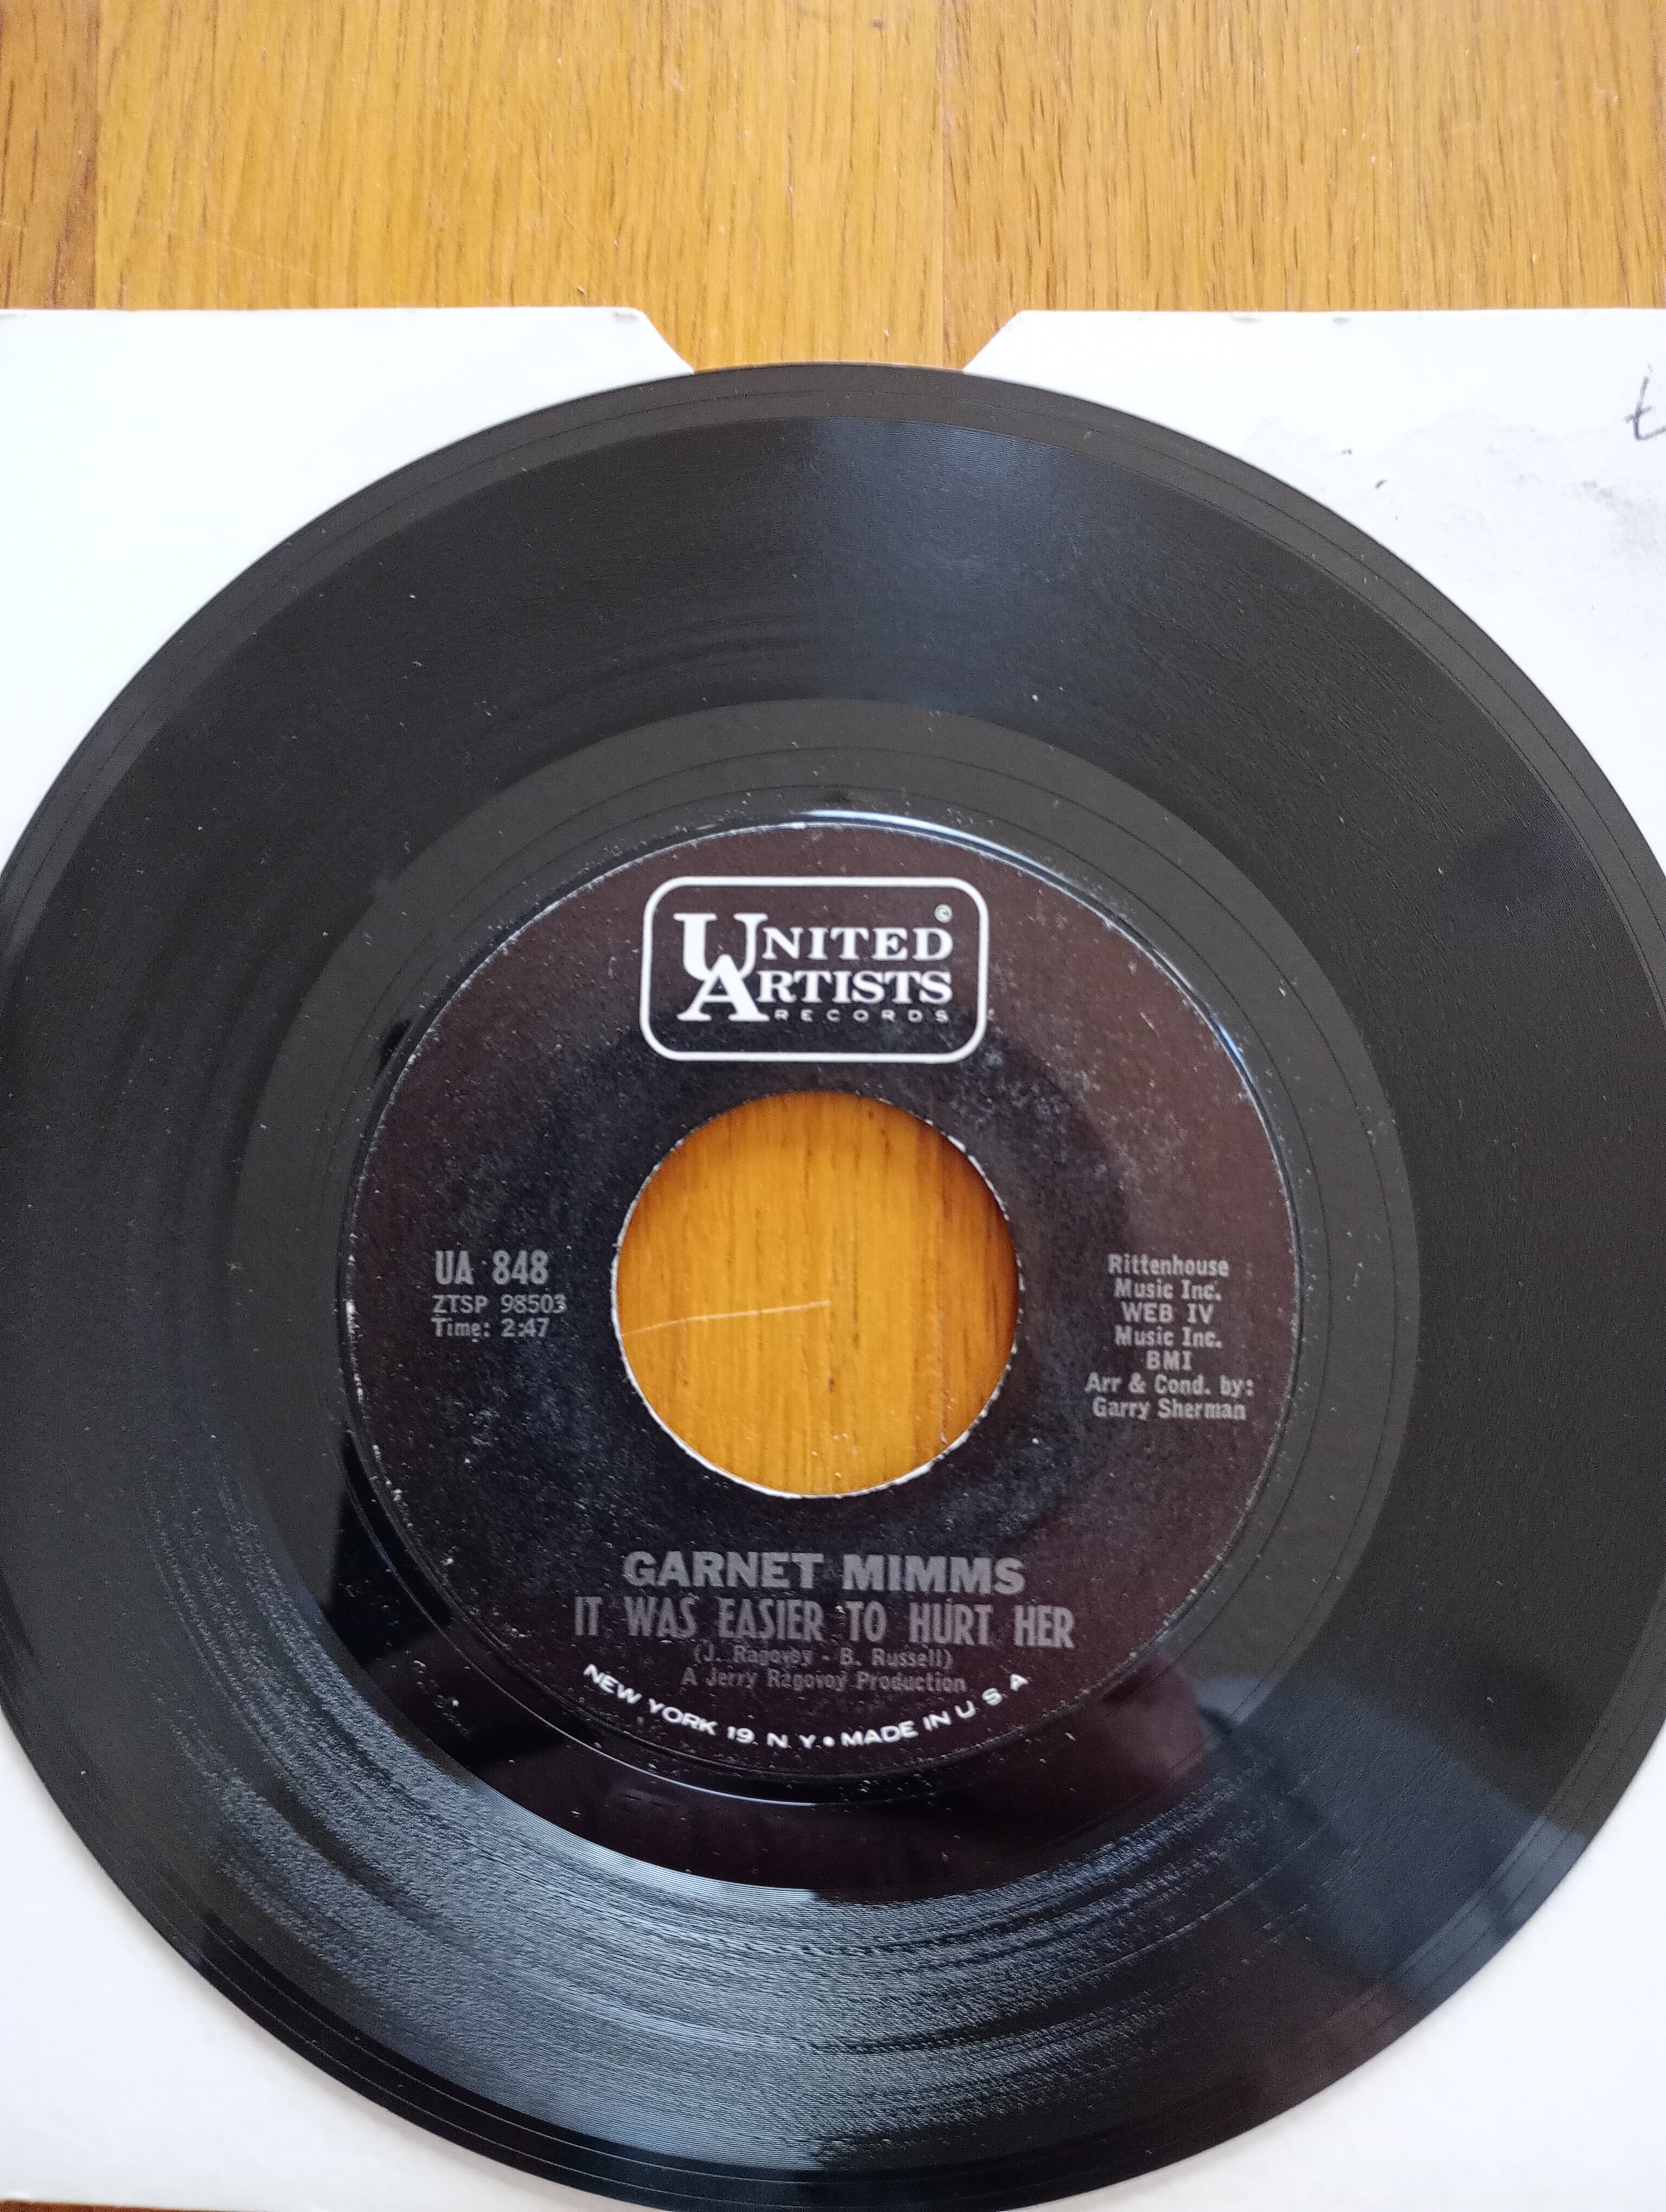 UNITED ©
ARTISTS
RECORDS
UA 848
ZTSP 98503
Time: 2:47
Rittenhouse
Music Inc.
WEB IV
Music Inc.
BMI
Arr & Cond. by:
Garry Sherman
GARNET MIMMS
IT WAS EASIER TO HURT HER
(J. Ragovoy - B. Russell)
A Jerry Ragovoy Production
NEW YORK 19. N. Y. • MADE IN U. S. A